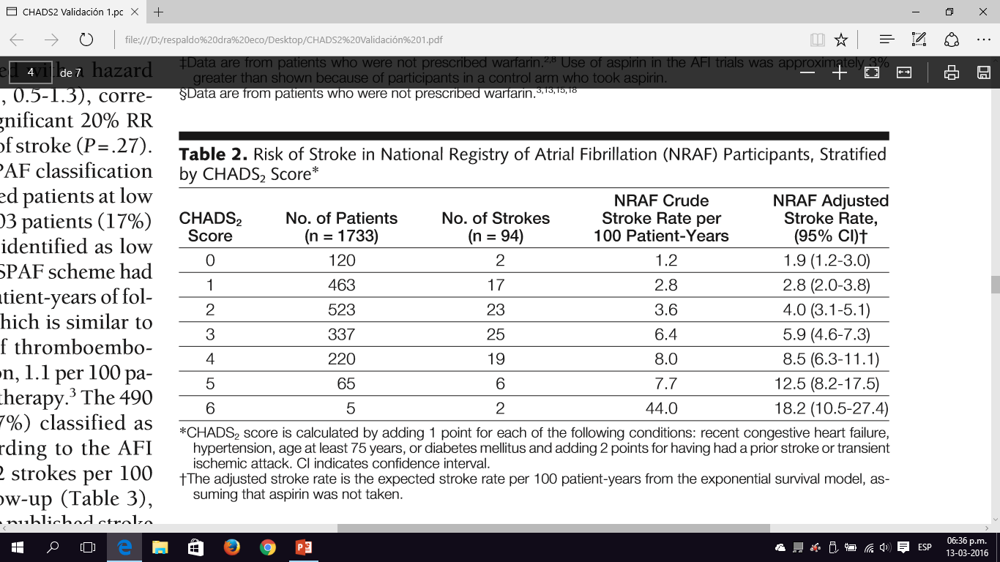 CHADS2 Validación 1.pc
file:///D:/respaldo%20dra%20eco/Desktop/CHADS2%20Validación%201.pdf
4 de 7
hazard
, 0.5-1.3), corre-
gnificant 20% RR
of stroke (P=.27).
PAF classification
ed patients at low
03 patients (17%)
identified as low
SPAF scheme had
atient-years of fol-
hich is similar to
f thromboembo-
on, 1.1 per 100 pa-
therapy.3 The 490
7%) classified as
rding to the AFI
2 strokes per 100
ow-up (Table 3),
published stroke
‡Data are from patients who were not prescribed warfarin.2,8 Use of aspirin in the AFI trials was approximately 3%
greater than shown because of participants in a control arm who took aspirin.
§Data are from patients who were not prescribed warfarin.3,13,15,18
Table 2. Risk of Stroke in National Registry of Atrial Fibrillation (NRAF) Participants, Stratified
by CHADS₂ Score*
CHADS₂ Score No. of Patients (n = 1733) No. of Strokes (n = 94) NRAF Crude Stroke Rate per 100 Patient-Years NRAF Adjusted Stroke Rate, (95% CI)†
0 120 2 1.2 1.9 (1.2-3.0)
1 463 17 2.8 2.8 (2.0-3.8)
2 523 23 3.6 4.0 (3.1-5.1)
3 337 25 6.4 5.9 (4.6-7.3)
4 220 19 8.0 8.5 (6.3-11.1)
5 65 6 7.7 12.5 (8.2-17.5)
6 5 2 44.0 18.2 (10.5-27.4)
*CHADS₂ score is calculated by adding 1 point for each of the following conditions: recent congestive heart failure,
hypertension, age at least 75 years, or diabetes mellitus and adding 2 points for having had a prior stroke or transient
ischemic attack. CI indicates confidence interval.
†The adjusted stroke rate is the expected stroke rate per 100 patient-years from the exponential survival model, as-
suming that aspirin was not taken.
ESP
06:36 p.m.
13-03-2016